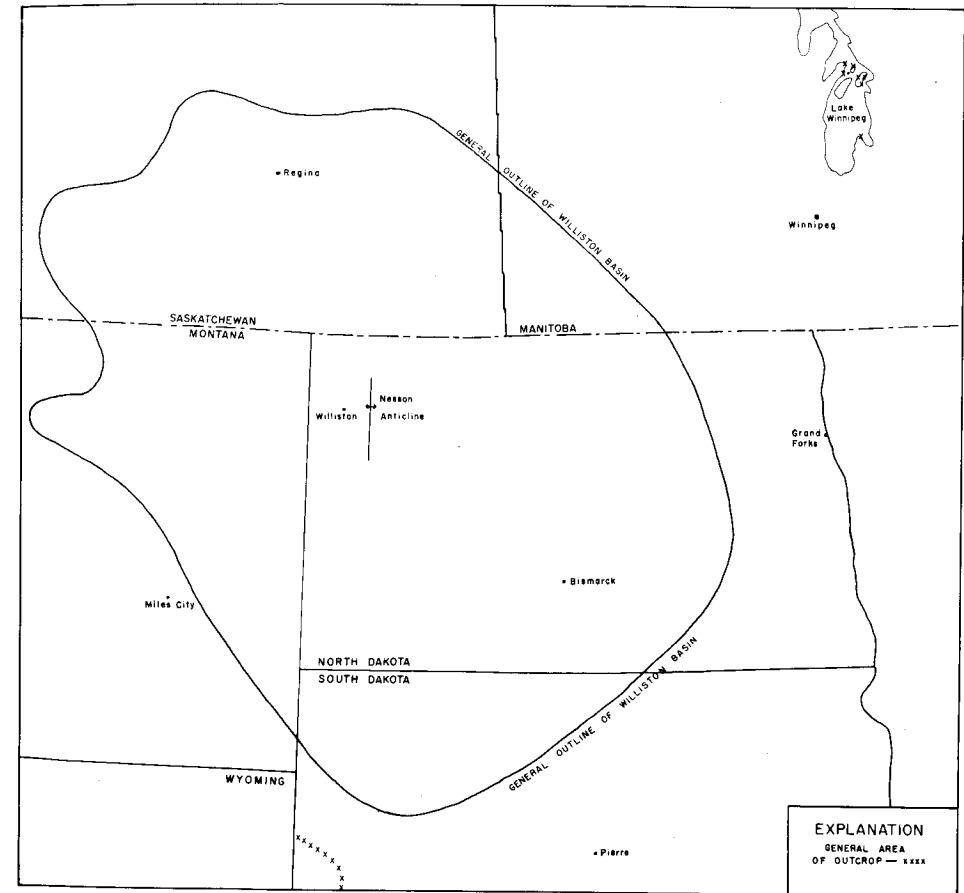 Lake
Winnipeg
GENERAL OUTLINE OF WILLISTON BASIN
Regina
Winnipeg
SASKATCHEWAN
MONTANA
MANITOBA
Nesson
Williston
Anticline
Grand
Forks
Bismarck
Miles City
NORTH DAKOTA
SOUTH DAKOTA
GENERAL OUTLINE OF WILLISTON BASIN
WYOMING
Pierre
EXPLANATION
GENERAL AREA
OF OUTCROP — xxxx